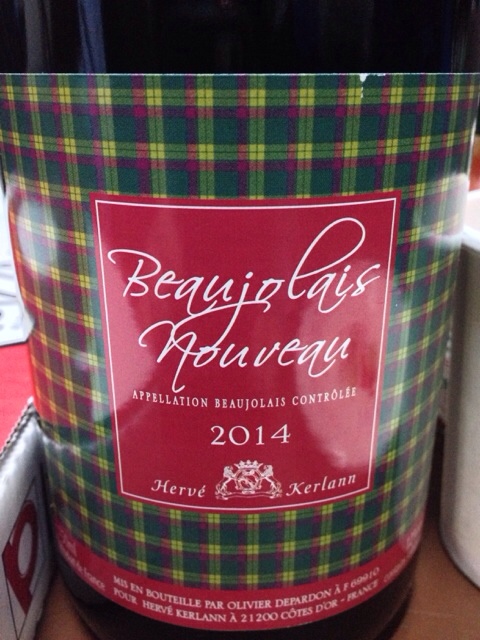 Beaujolais
Nouveau
APPELLATION BEAUJOLAIS CONTRÔLÉE
2014
Hervé Kerlann
MIS EN BOUTEILLE PAR OLIVIER DEPARDON À F 69910
POUR HERVÉ KERLANN À 21200 CÔTES D'OR - FRANCE